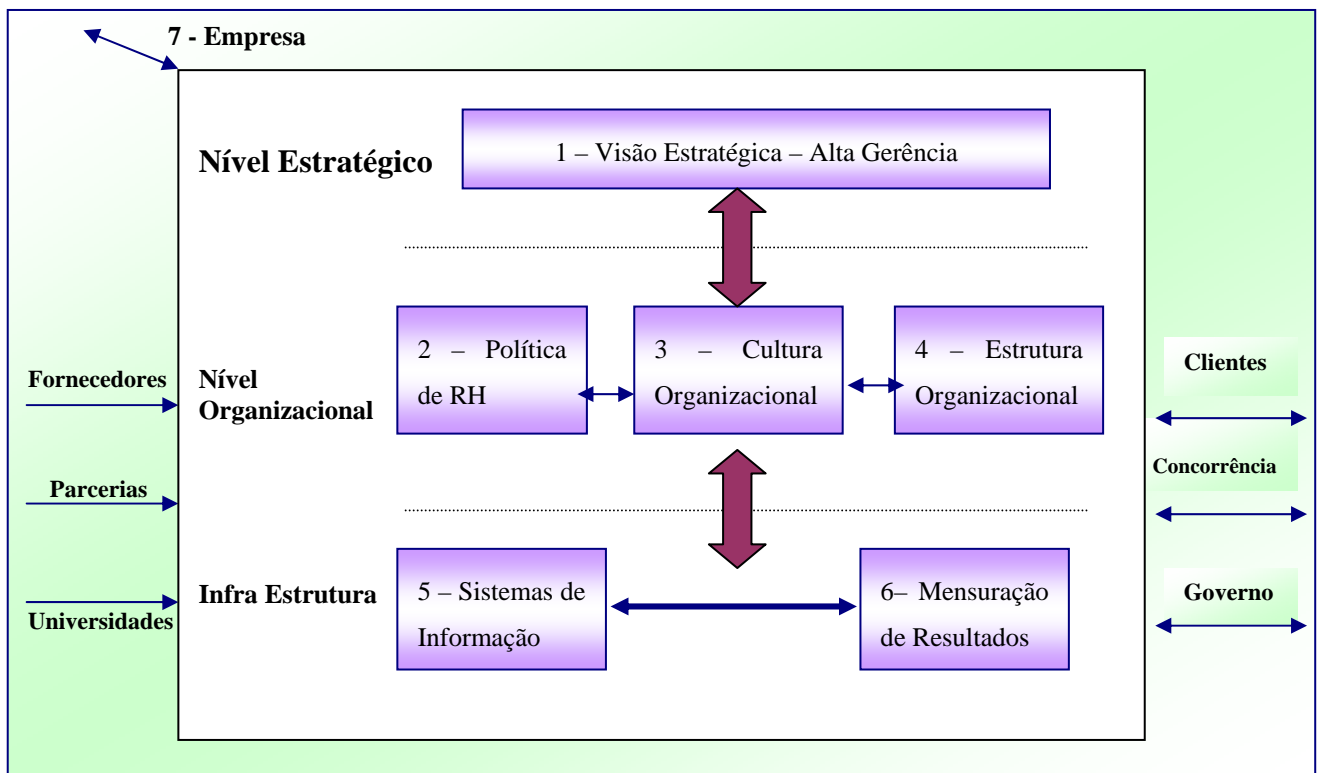 7 - Empresa
Nível Estratégico
1 – Visão Estratégica – Alta Gerência
Fornecedores
Parcerias
Universidades
Nível
Organizacional
2 – Política
de RH
3 – Cultura
Organizacional
4 – Estrutura
Organizacional
Infra Estrutura
5 – Sistemas de
Informação
6– Mensuração
de Resultados
Clientes
Concorrência
Governo